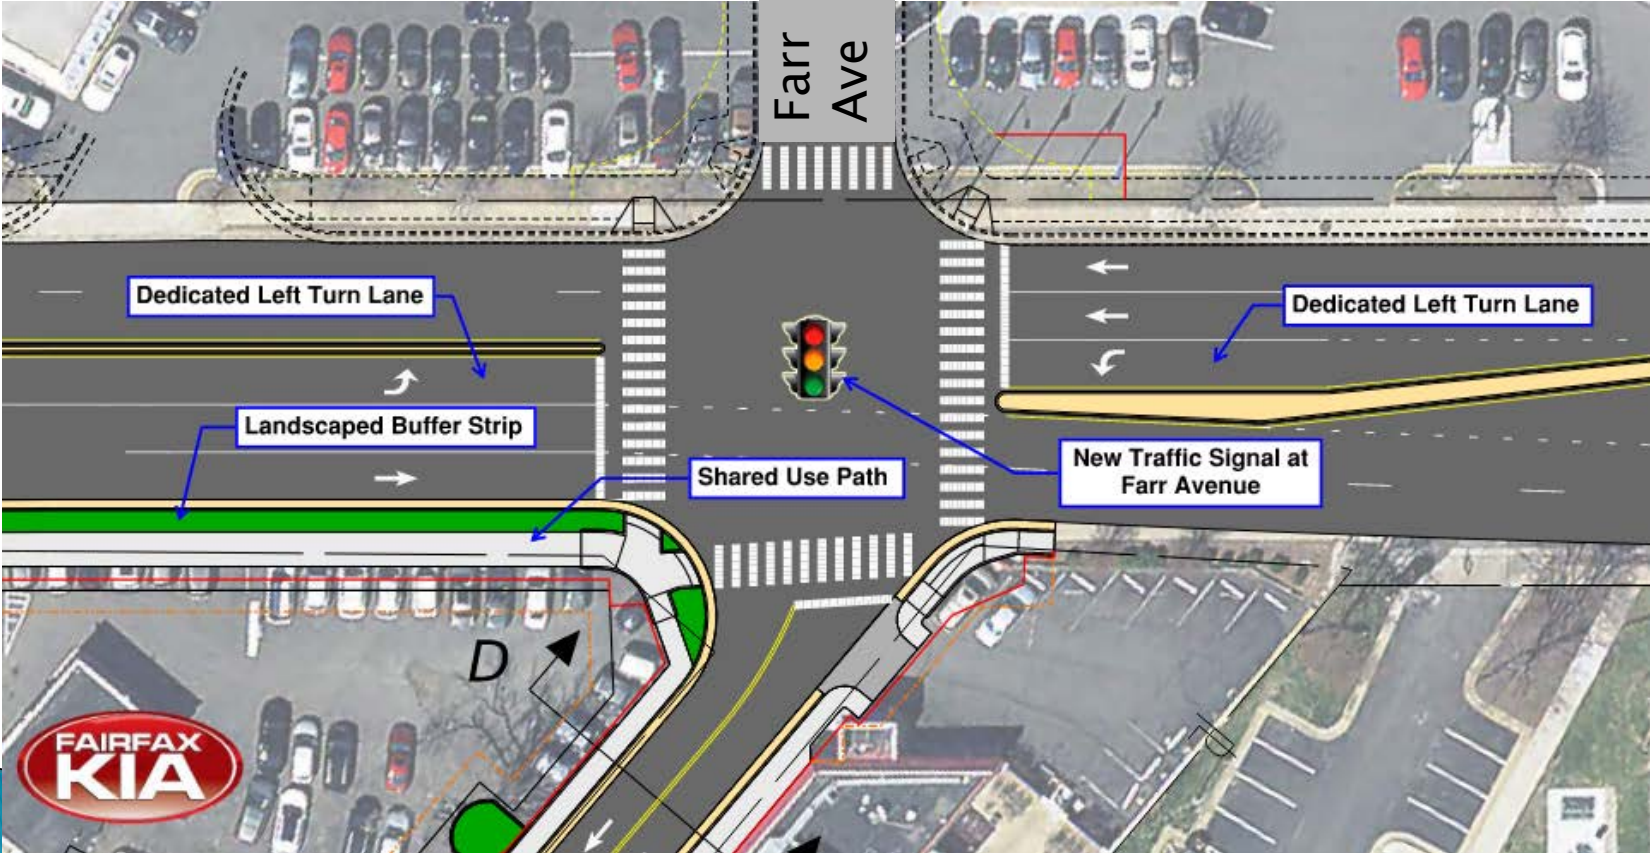 Farr
Ave
Dedicated Left Turn Lane
Dedicated Left Turn Lane
Landscaped Buffer Strip
Shared Use Path
New Traffic Signal at
Farr Avenue
D
FAIRFAX
KIA